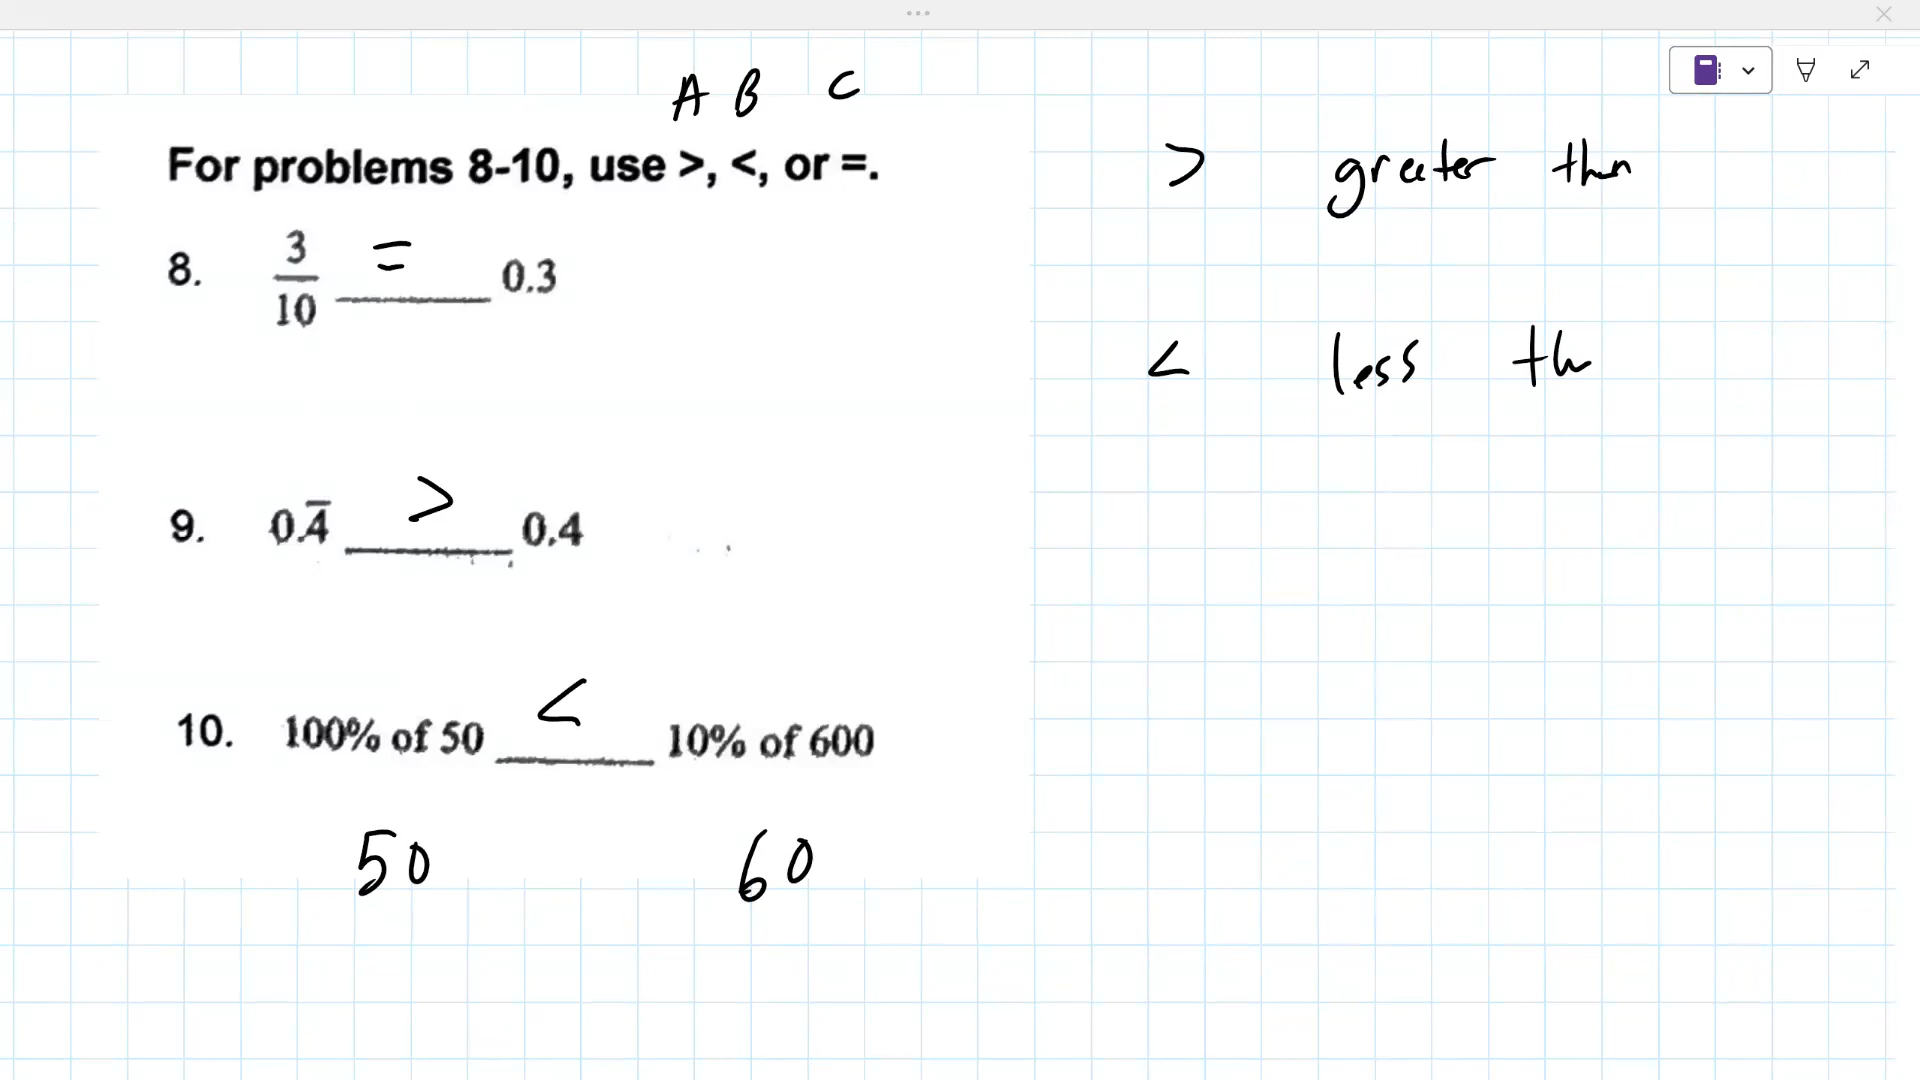 A B C
For problems 8-10, use >, <, or =.
> greater than
8. 3/10 = 0.3
< less th
9. 0.4̅ > 0.4
10. 100% of 50 < 10% of 600
50 60